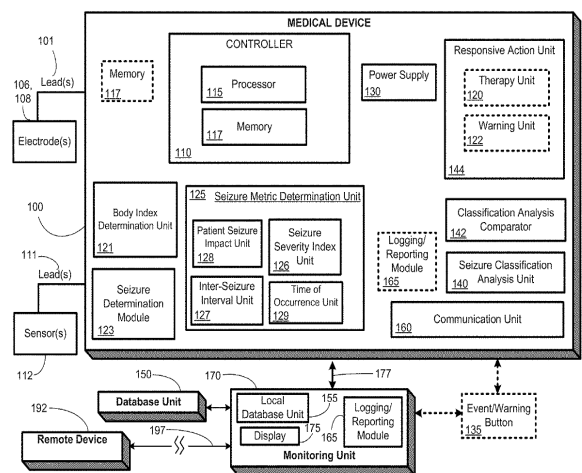 MEDICAL DEVICE
101
Lead(s)
106,
108
Electrode(s)
Memory
117
CONTROLLER
Processor
115
Memory
117
110
Power Supply
130
Responsive Action Unit
Therapy Unit
120
Warning Unit
122
144
100
Body Index
Determination Unit
121
125 Seizure Metric Determination Unit
Patient Seizure
Impact Unit
128
Seizure
Severity Index
Unit
126
Inter-Seizure
Interval Unit
127
Time of
Occurrence Unit
129
Classification Analysis
Comparator
142
Logging/
Reporting
Module
165
Seizure Classification
Analysis Unit
140
111
Lead(s)
Sensor(s)
112
Seizure
Determination
Module
123
Communication Unit
160
150
170
177
192
Database Unit
Local
Database Unit
155
Display
175
Logging/
Reporting
Module
165
Monitoring Unit
Event/Warning
Button
135
Remote Device
197